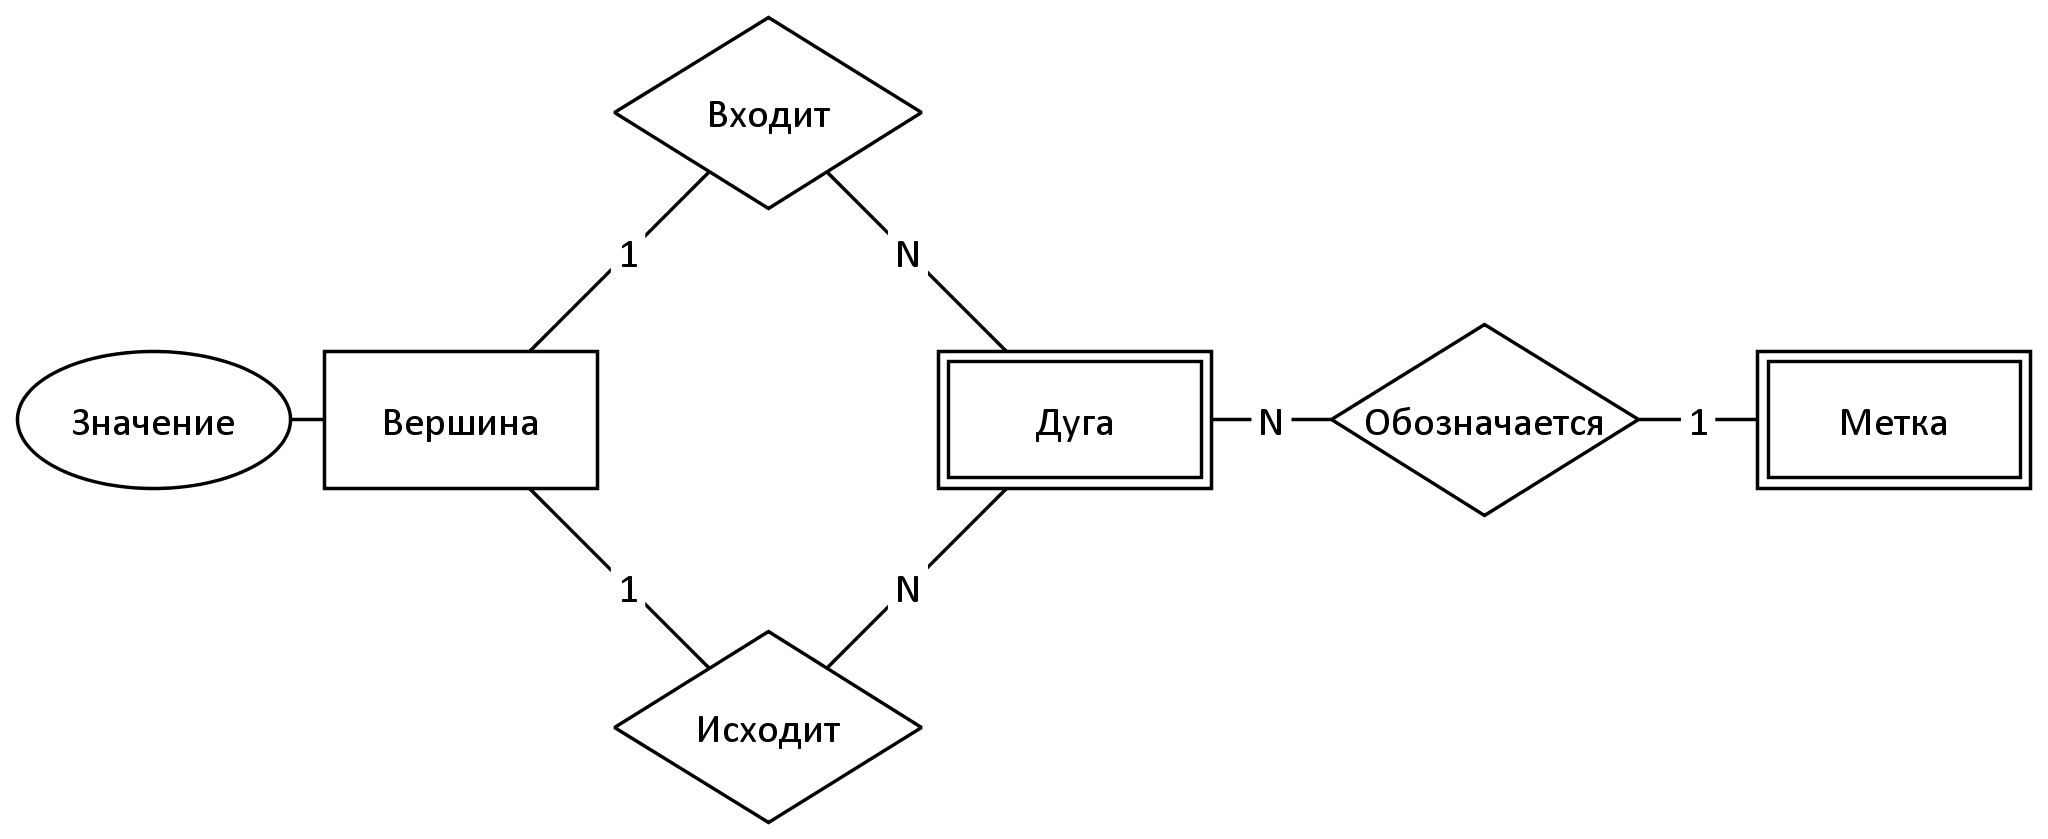 Входит
1
N
Значение
Вершина
Дуга
N
Обозначается
1
Метка
1
N
Исходит